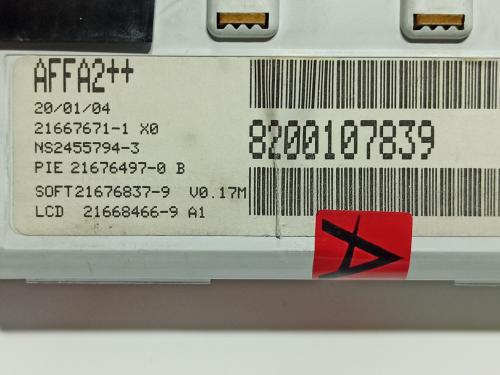 AFFA2++
20/01/04
21667671-1 X0
NS2455794-3
PIE 21676497-0 B
SOFT21676837-9 V0.17M
LCD 21668466-9 A1
8200107839
A